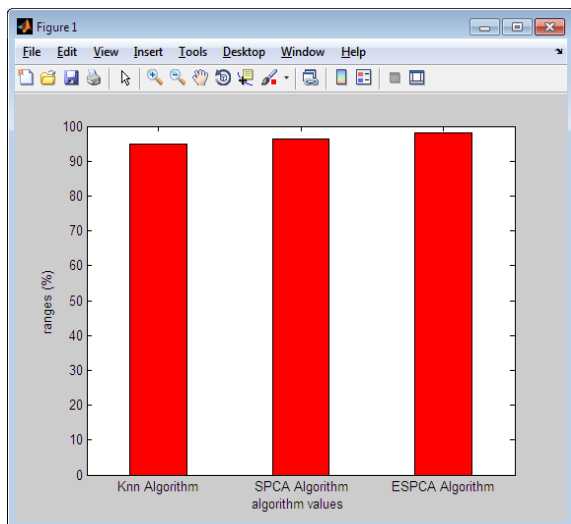 Figure 1
File Edit View Insert Tools Desktop Window Help
100
90
80
70
60
50
40
30
20
10
0
ranges (%)
Knn Algorithm SPCA Algorithm ESPCA Algorithm
algorithm values